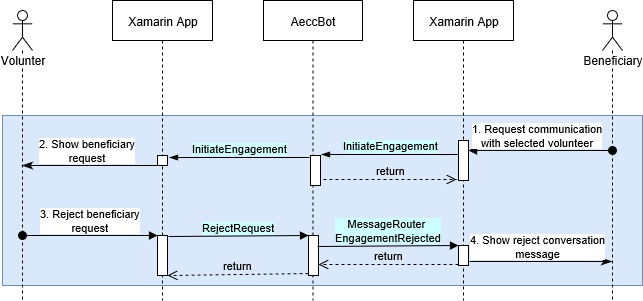 Xamarin App
AeccBot
Xamarin App
Volunter
Beneficiary
1. Request communication
with selected volunteer
InitiateEngagement
InitiateEngagement
2. Show beneficiary
request
return
3. Reject beneficiary
request
RejectRequest
MessageRouter
EngagementRejected
4. Show reject conversation
message
return
return